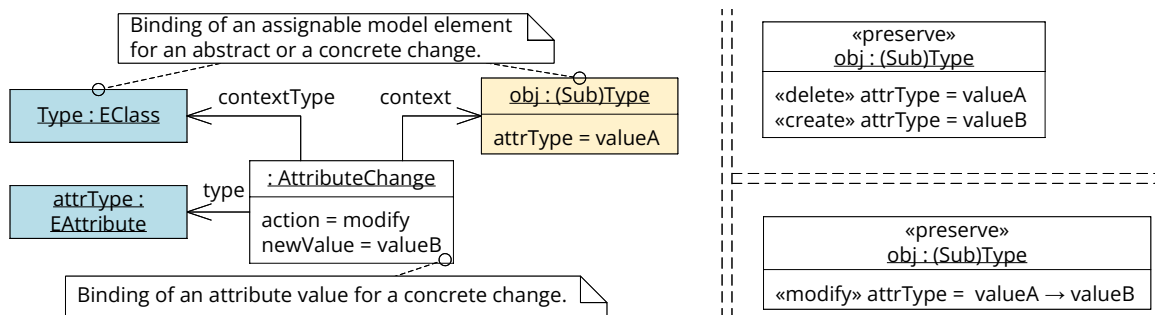 Binding of an assignable model element
for an abstract or a concrete change.
Type : EClass
contextType
context
obj : (Sub)Type
attrType = valueA
attrType :
EAttribute
type
: AttributeChange
action = modify
newValue = valueB
Binding of an attribute value for a concrete change.
«preserve»
obj : (Sub)Type
«delete» attrType = valueA
«create» attrType = valueB
«preserve»
obj : (Sub)Type
«modify» attrType = valueA → valueB